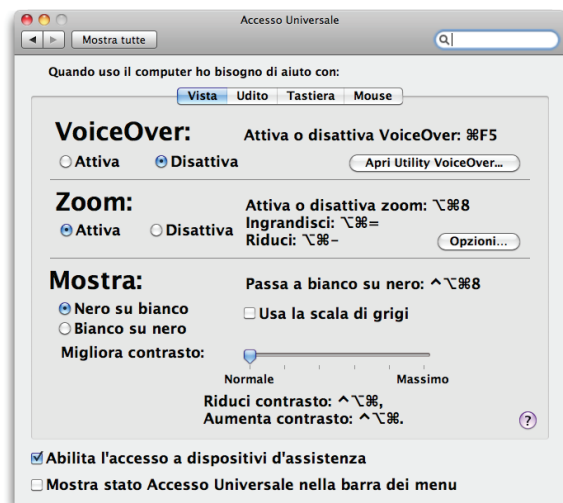 Accesso Universale
Mostra tutte
Quando uso il computer ho bisogno di aiuto con:
Vista Udito Tastiera Mouse
VoiceOver: Attiva o disattiva VoiceOver: ⌘F5
Attiva Disattiva Apri Utility VoiceOver...
Zoom: Attiva o disattiva zoom: ⌥⌘8
Ingrandisci: ⌥⌘=
Attiva Disattiva Riduci: ⌥⌘-
Opzioni...
Mostra: Passa a bianco su nero: ^⌥⌘8
Nero su bianco Usa la scala di grigi
Bianco su nero
Migliora contrasto:
Normale Massimo
Riduci contrasto: ^⌥⌘,
Aumenta contrasto: ^⌥⌘.
?
Abilita l'accesso a dispositivi d'assistenza
Mostra stato Accesso Universale nella barra dei menu